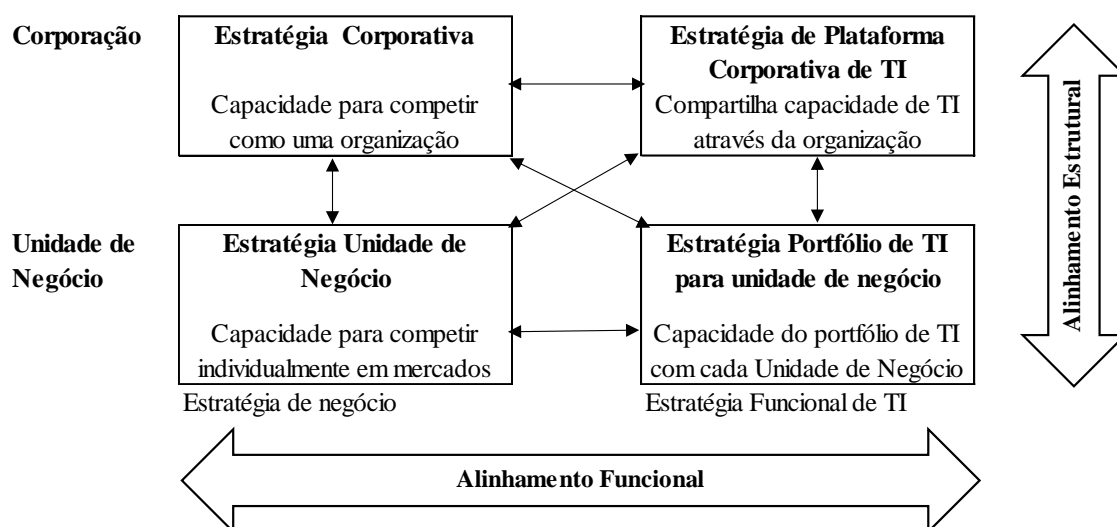 Corporação
Estratégia Corporativa
Capacidade para competir
como uma organização
Estratégia de Plataforma
Corporativa de TI
Compartilha capacidade de TI
através da organização
Unidade de
Negócio
Estratégia Unidade de
Negócio
Capacidade para competir
individualmente em mercados
Estratégia Portfólio de TI
para unidade de negócio
Capacidade do portfólio de TI
com cada Unidade de Negócio
Estratégia de negócio
Estratégia Funcional de TI
Alinhamento Estrutural
Alinhamento Funcional